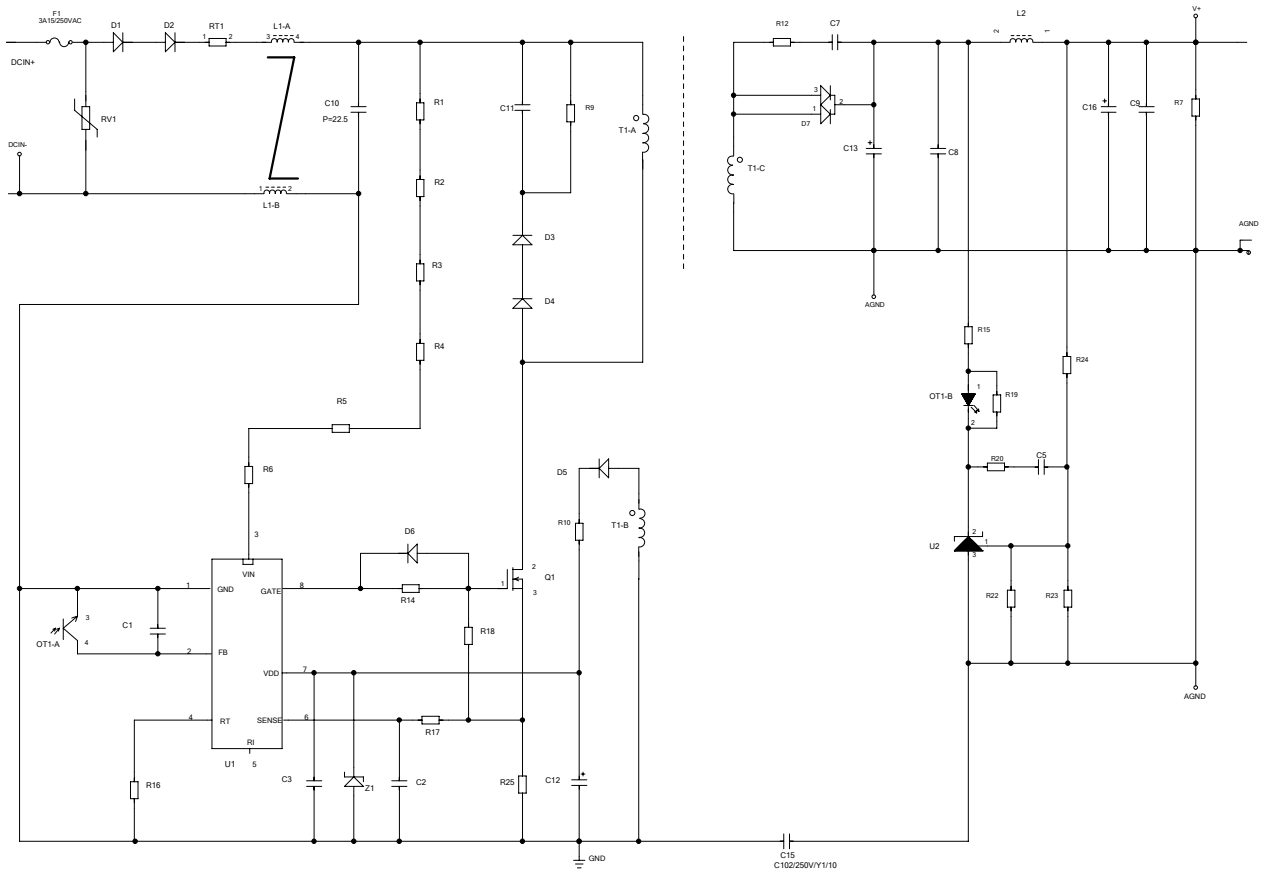 F1
3A15/250VAC
D1
D2
RT1
1 2
L1-A
3 4
DCIN+
RV1
DCIN-
C10
P=22.5
1 2
L1-B
R1
R2
R3
R4
R5
R6
C11
R9
T1-A
D3
D4
R12
C7
3
2
1
D7
C13
T1-C
C8
L2
2 1
V+
C16
C9
R7
AGND
AGND
R15
R24
OT1-B
1
2
R19
R20
C5
U2
2
1
3
R22
R23
AGND
D5
R10
T1-B
3
VIN
D6
1
GND
GATE
8
R14
1
2
3
Q1
OT1-A
3
4
C1
2
FB
R18
VDD
7
4
RT
SENSE
6
R17
RI
U1
5
R16
C3
Z1
C2
R25
C12
GND
C15
C102/250V/Y1/10